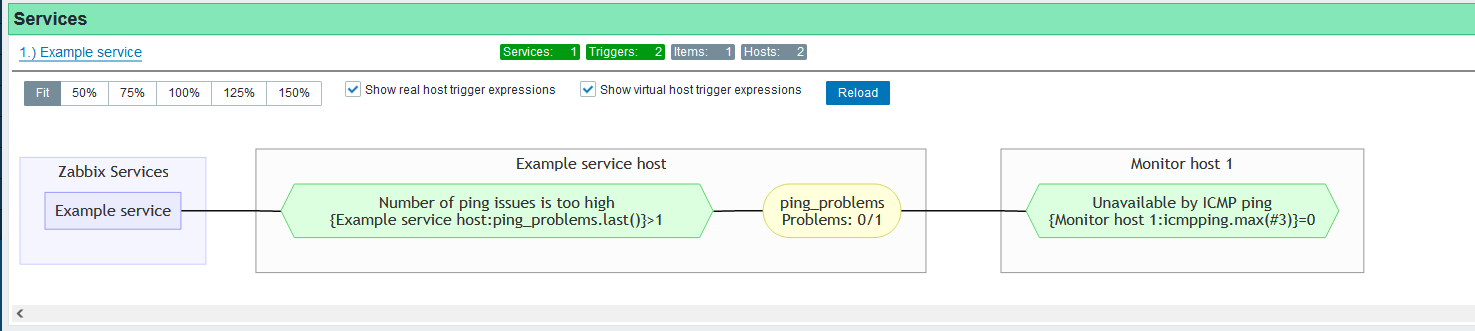 Services
1.) Example service
Services: 1 Triggers: 2 Items: 1 Hosts: 2
Fit 50% 75% 100% 125% 150% Show real host trigger expressions Show virtual host trigger expressions Reload
Zabbix Services
Example service
Example service host
Number of ping issues is too high
{Example service host:ping_problems.last()}>1
ping_problems
Problems: 0/1
Monitor host 1
Unavailable by ICMP ping
{Monitor host 1:icmpping.max(#3)}=0